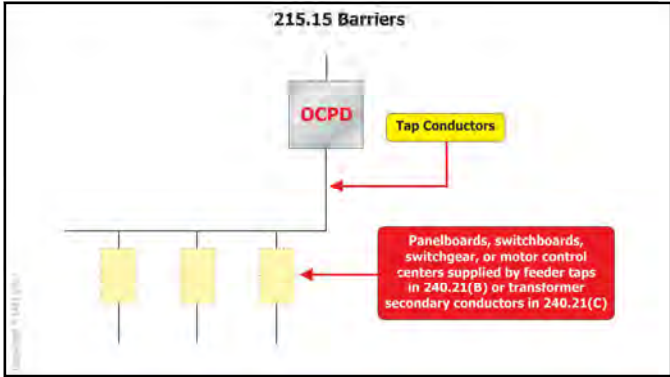 215.15 Barriers
OCPD
Tap Conductors
Panelboards, switchboards,
switchgear, or motor control
centers supplied by feeder taps
in 240.21(B) or transformer
secondary conductors in 240.21(C)